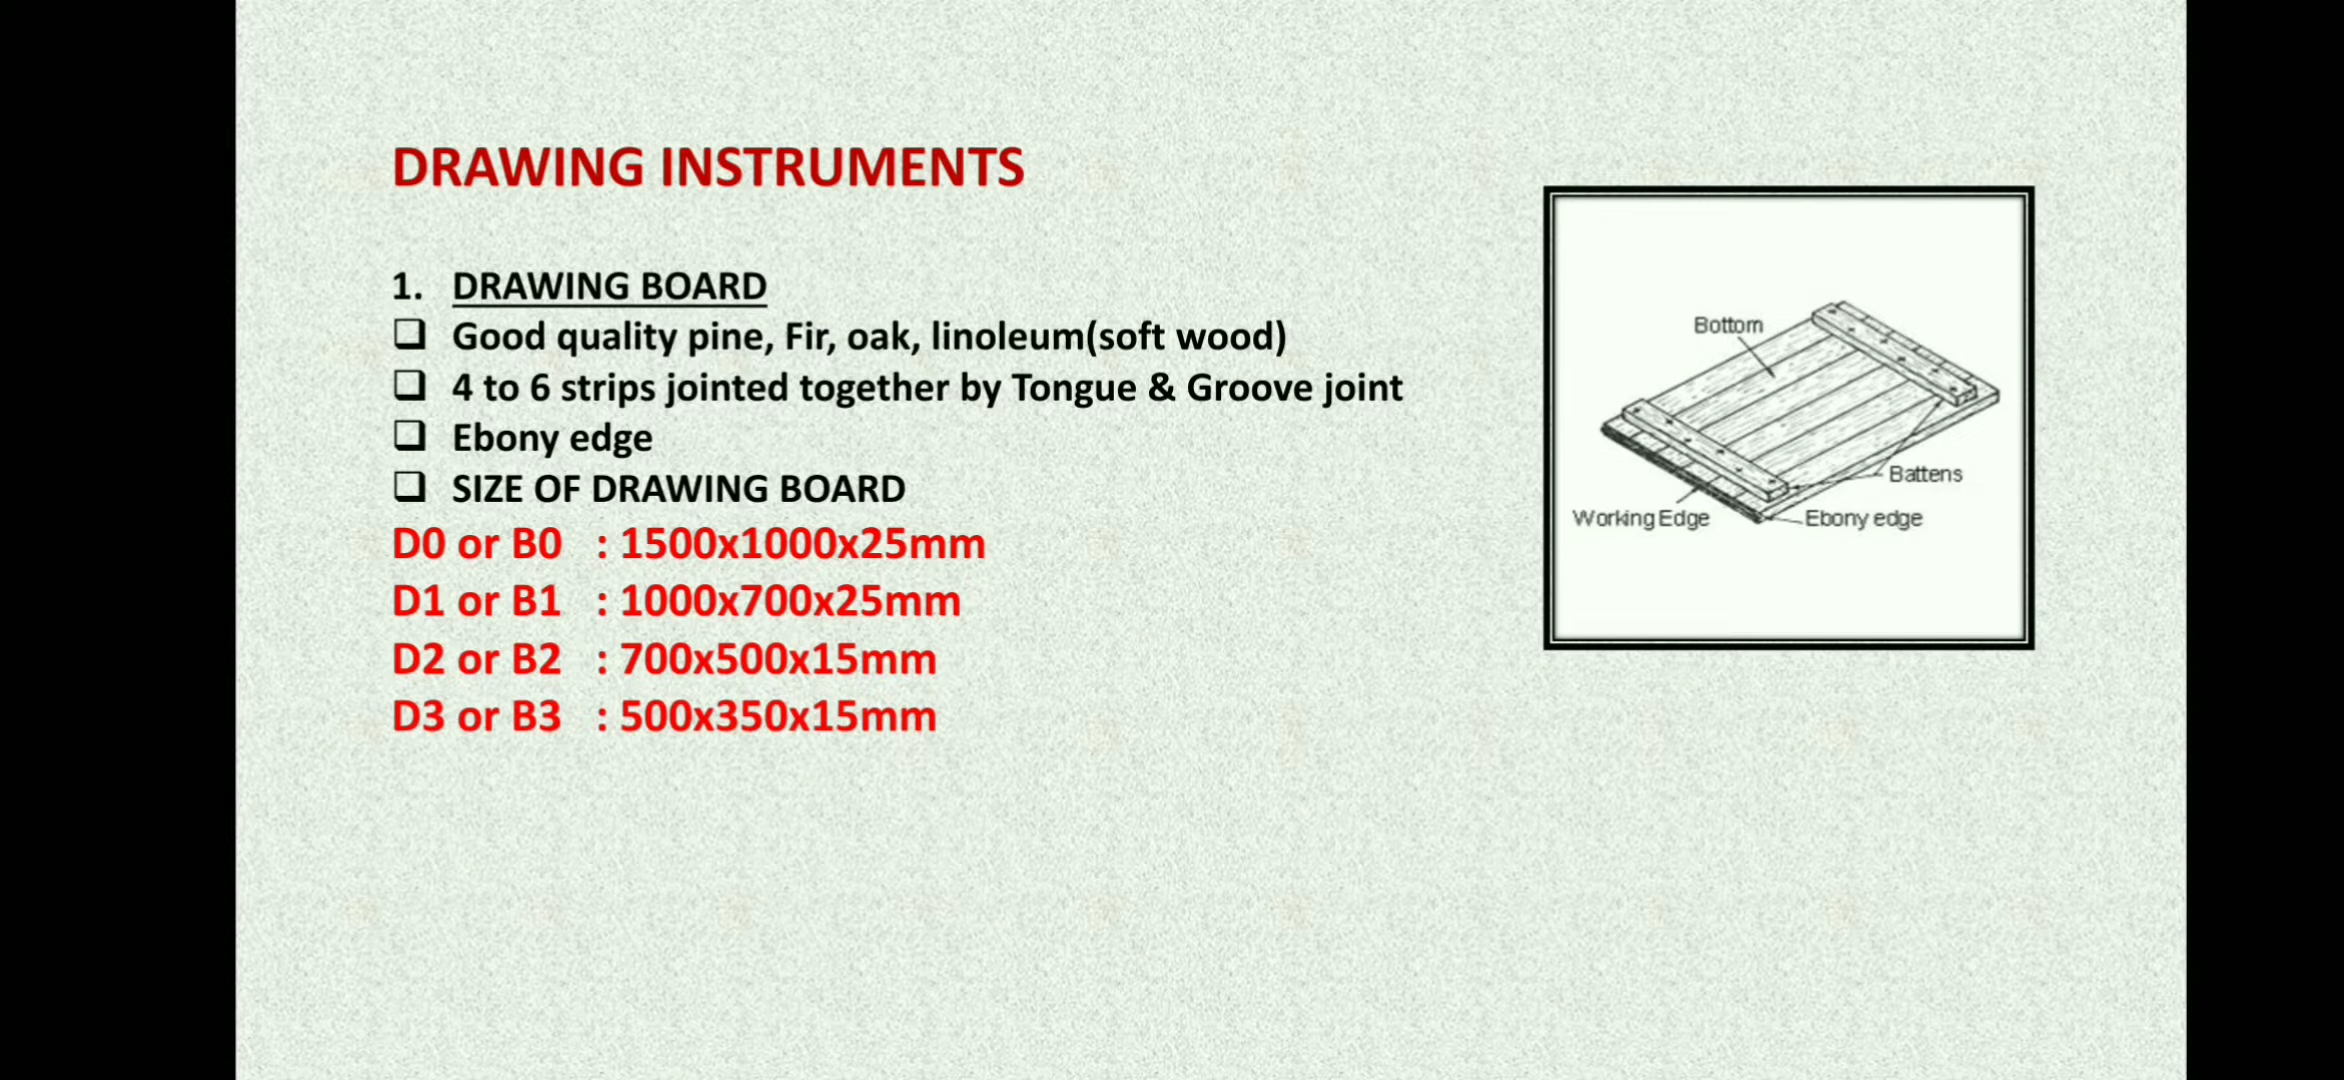 DRAWING INSTRUMENTS
1. DRAWING BOARD
❑ Good quality pine, Fir, oak, linoleum(soft wood)
❑ 4 to 6 strips jointed together by Tongue & Groove joint
❑ Ebony edge
❑ SIZE OF DRAWING BOARD
D0 or B0 : 1500x1000x25mm
D1 or B1 : 1000x700x25mm
D2 or B2 : 700x500x15mm
D3 or B3 : 500x350x15mm
Bottom
Battens
Working Edge
Ebony edge